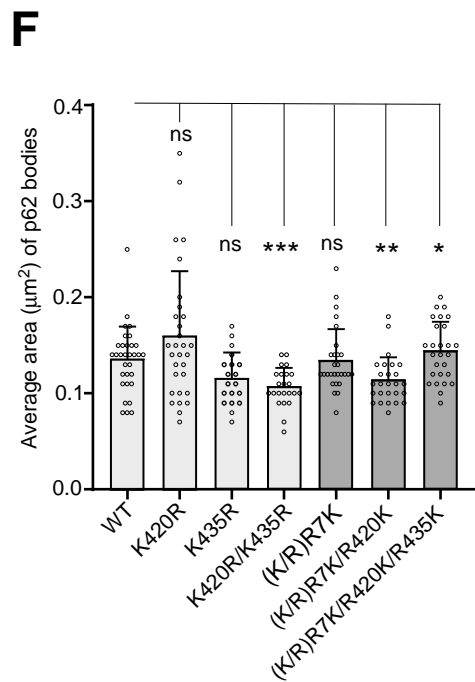 F
Average area (μm²) of p62 bodies
0.4
0.3
0.2
0.1
0.0
ns
ns
***
ns
**
*
WT
K420R
K435R
K420R/K435R
(K/R)R7K
(K/R)R7K/R420K
(K/R)R7K/R420K/R435K